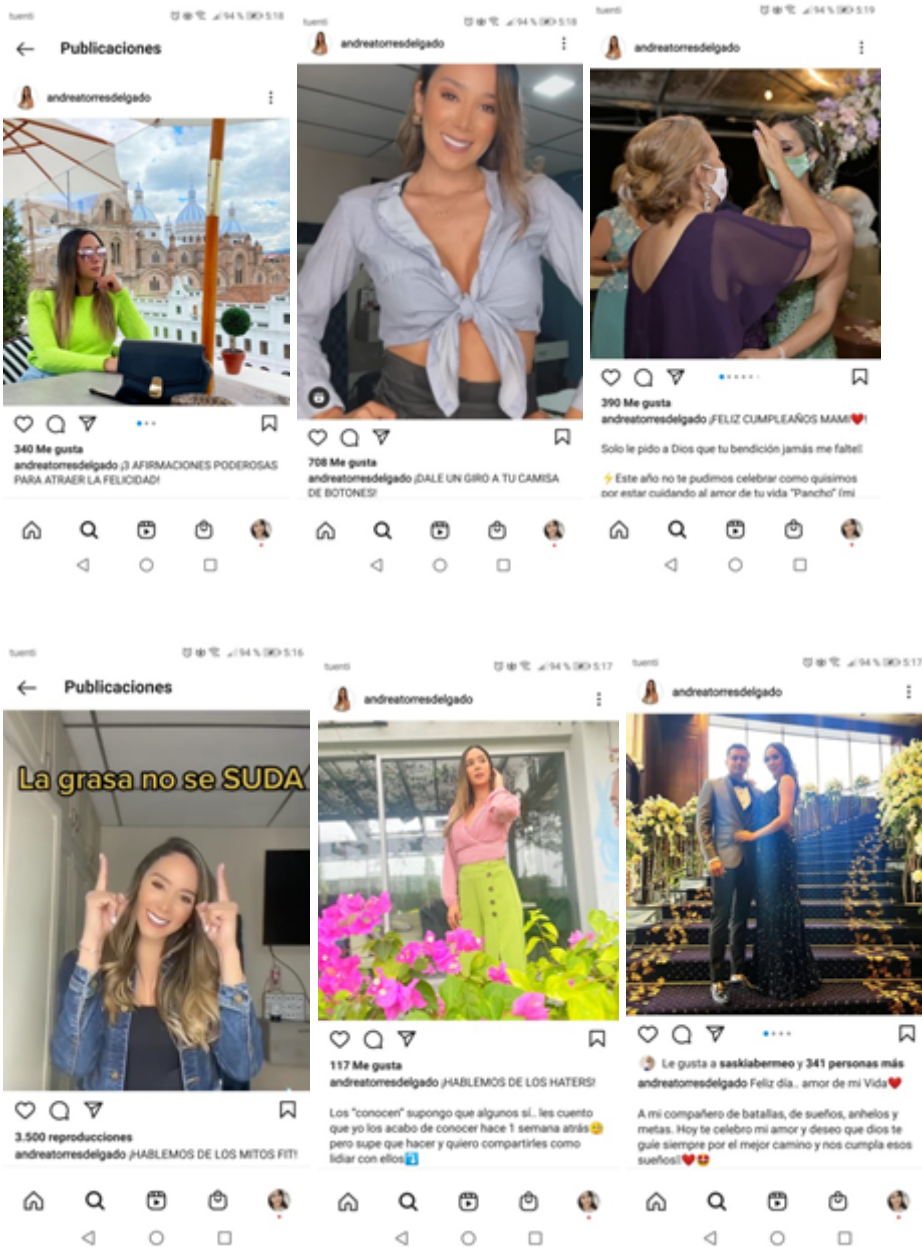 tuenti
94 % 5:18
Publicaciones
andreatorresdelgado
340 Me gusta
andreatorresdelgado ¡3 AFIRMACIONES PODEROSAS
PARA ATRAER LA FELICIDAD!
tuenti
94 % 5:18
andreatorresdelgado
708 Me gusta
andreatorresdelgado ¡DALE UN GIRO A TU CAMISA
DE BOTONES!
tuenti
94 % 5:19
andreatorresdelgado
390 Me gusta
andreatorresdelgado ¡FELIZ CUMPLEAÑOS MAMI❤️!
Solo le pido a Dios que tu bendición jamás me falte!!
⚡Este año no te pudimos celebrar como quisimos
por estar cuidando al amor de tu vida "Pancho" (mi
tuenti
94 % 5:16
Publicaciones
La grasa no se SUDA
3.500 reproducciones
andreatorresdelgado ¡HABLEMOS DE LOS MITOS FIT!
tuenti
94 % 5:17
andreatorresdelgado
117 Me gusta
andreatorresdelgado ¡HABLEMOS DE LOS HATERS!
Los "conocen" supongo que algunos sí.. les cuento
que yo los acabo de conocer hace 1 semana atrás
pero supe que hacer y quiero compartirles como
lidiar con ellos⤵️
tuenti
94 % 5:17
andreatorresdelgado
Le gusta a saskiabermeo y 341 personas más
andreatorresdelgado Feliz día.. amor de mi Vida❤️
A mi compañero de batallas, de sueños, anhelos y
metas. Hoy te celebro mi amor y deseo que dios te
guíe siempre por el mejor camino y nos cumpla esos
sueños!!❤️🤩